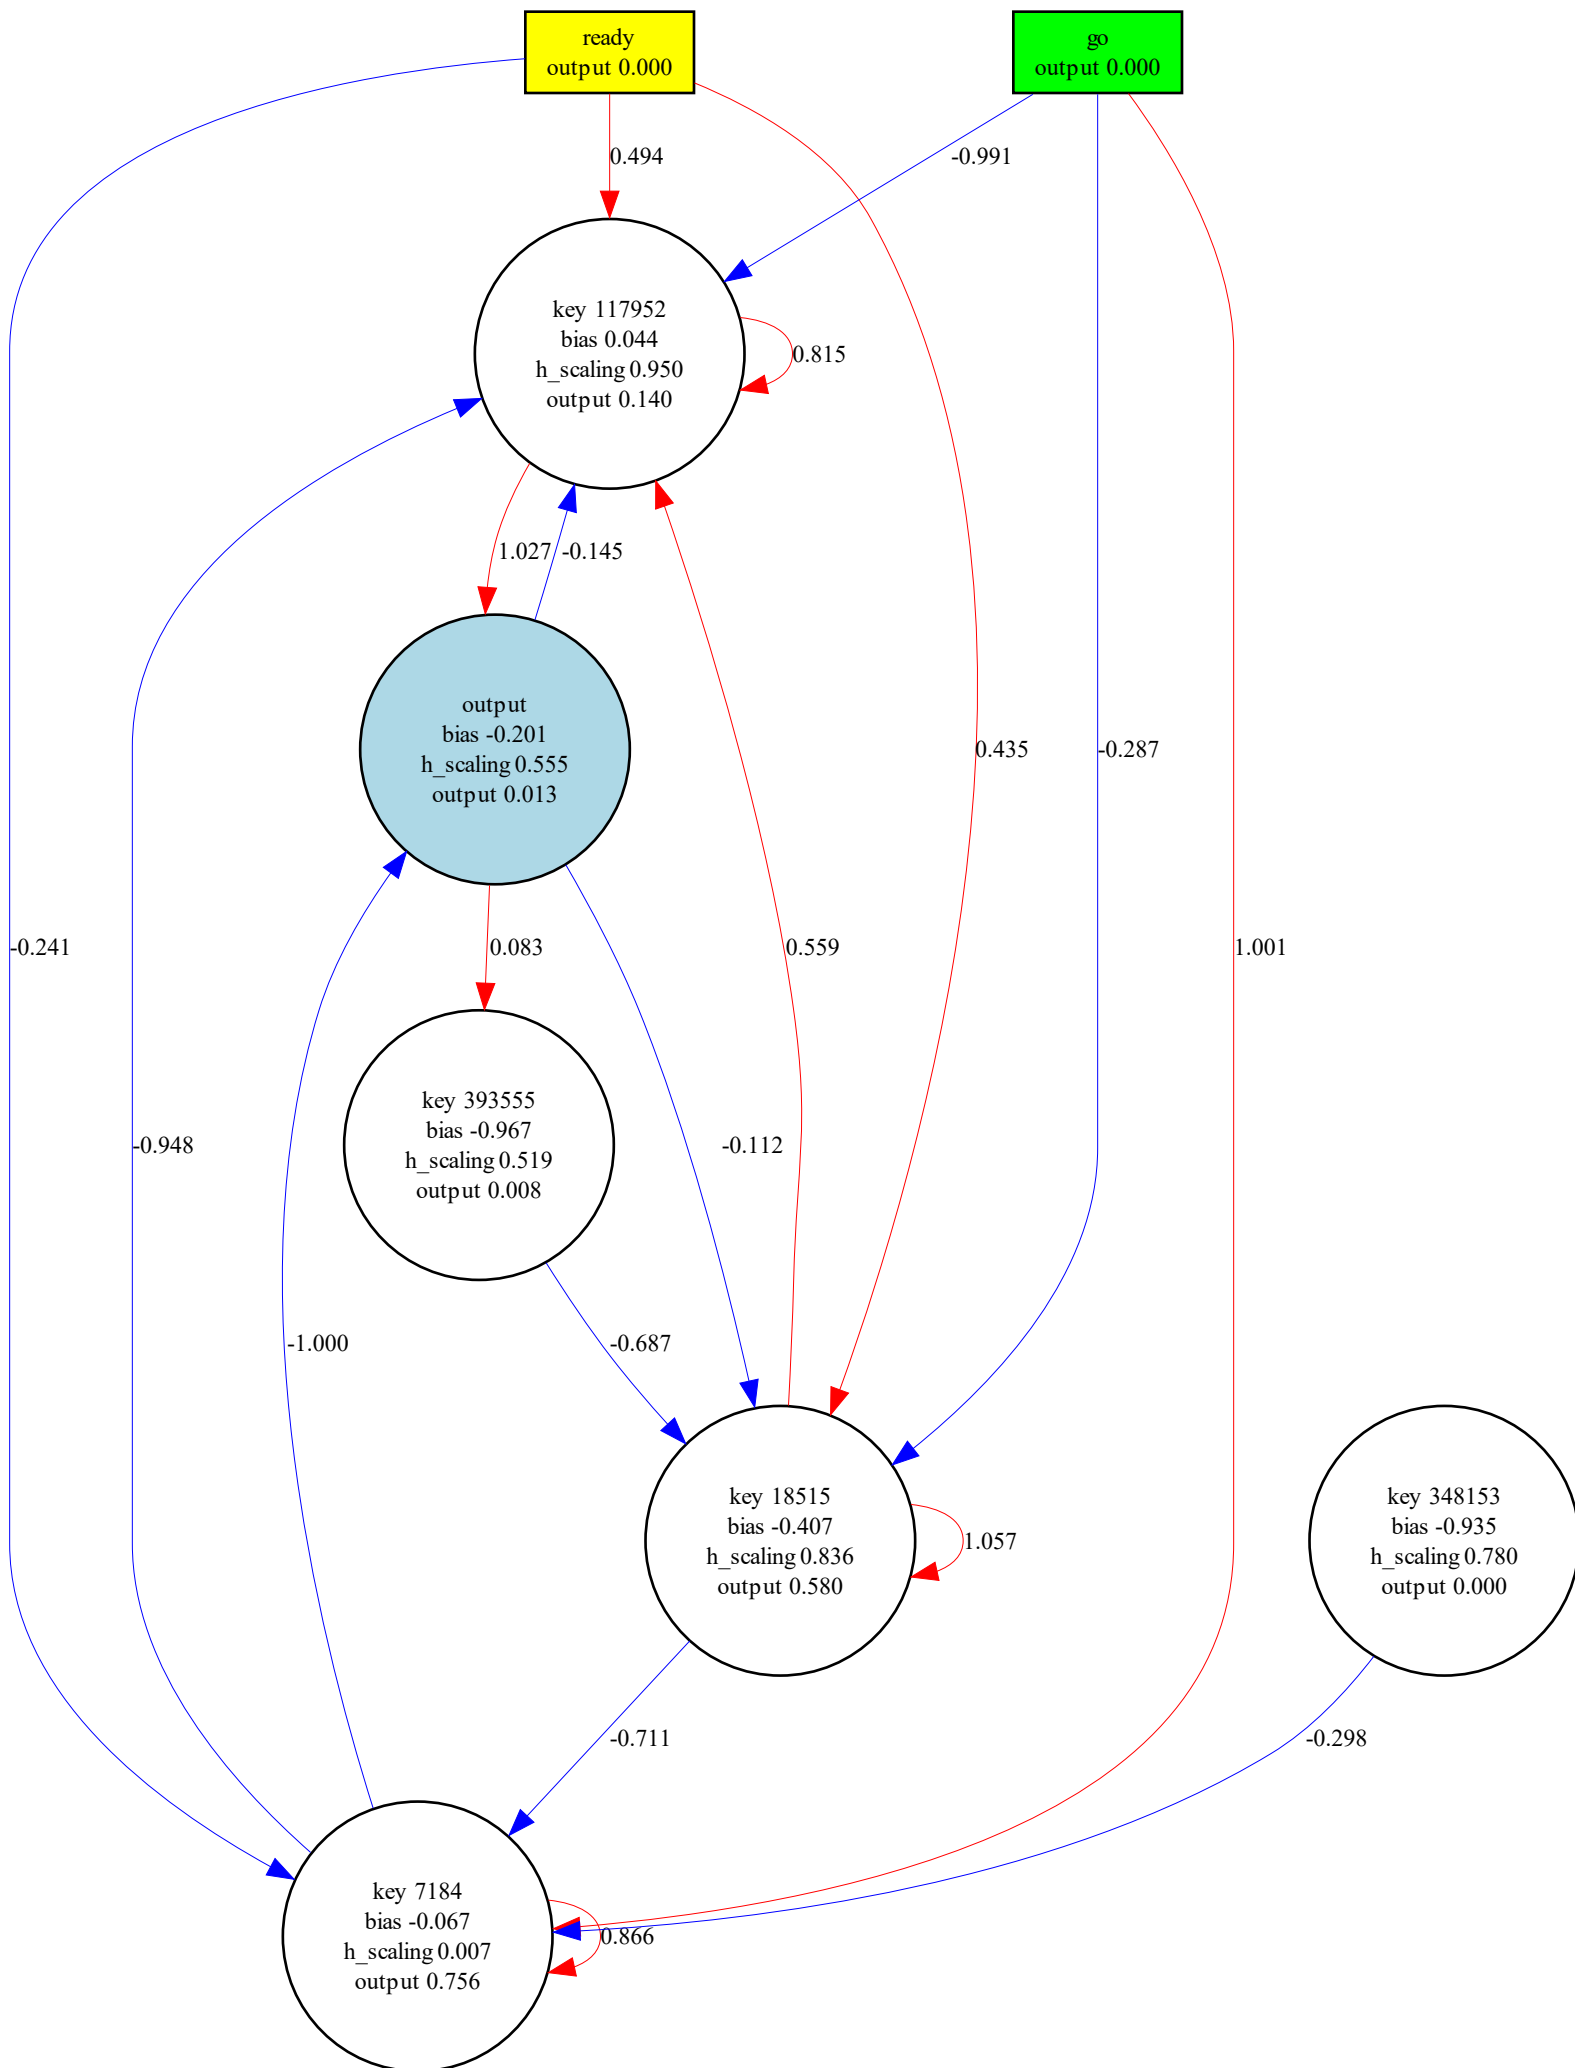 ready
output 0.000
go
output 0.000
0.494
-0.991
key 117952
bias 0.044
h_scaling 0.950
output 0.140
0.815
1.027
-0.145
output
bias -0.201
h_scaling 0.555
output 0.013
0.435
-0.287
-0.241
0.083
0.559
1.001
key 393555
bias -0.967
h_scaling 0.519
output 0.008
-0.948
-0.112
-1.000
-0.687
key 18515
bias -0.407
h_scaling 0.836
output 0.580
1.057
key 348153
bias -0.935
h_scaling 0.780
output 0.000
-0.711
-0.298
key 7184
bias -0.067
h_scaling 0.007
output 0.756
0.866